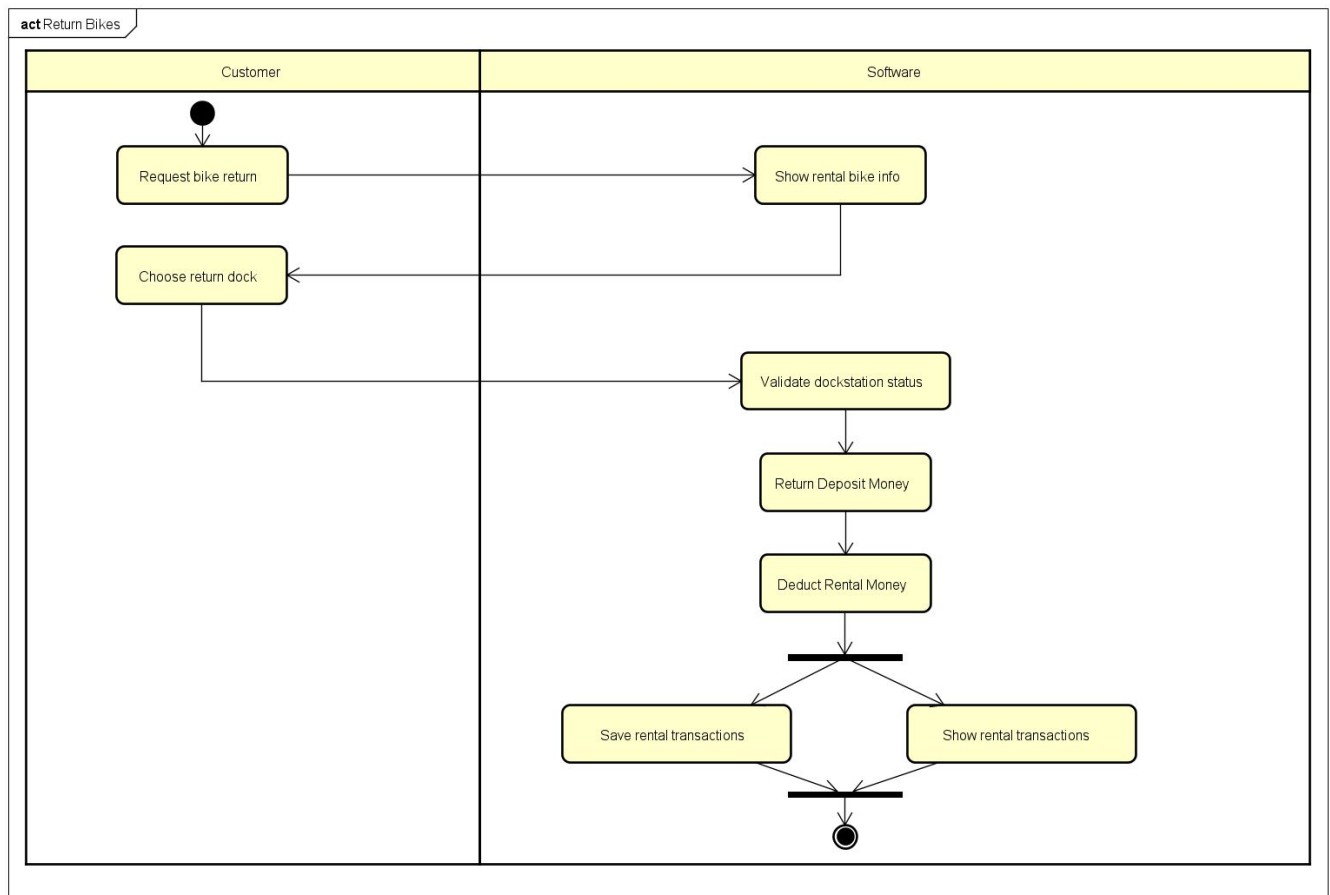 act Return Bikes
Customer
Software
Request bike return
Show rental bike info
Choose return dock
Validate dockstation status
Return Deposit Money
Deduct Rental Money
Save rental transactions
Show rental transactions